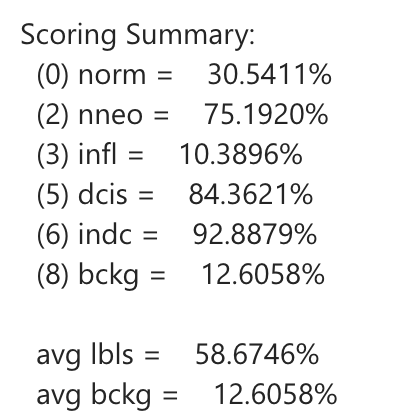 Scoring Summary:
(0) norm = 30.5411%
(2) nneo = 75.1920%
(3) infl = 10.3896%
(5) dcis = 84.3621%
(6) indc = 92.8879%
(8) bckg = 12.6058%
avg lbls = 58.6746%
avg bckg = 12.6058%